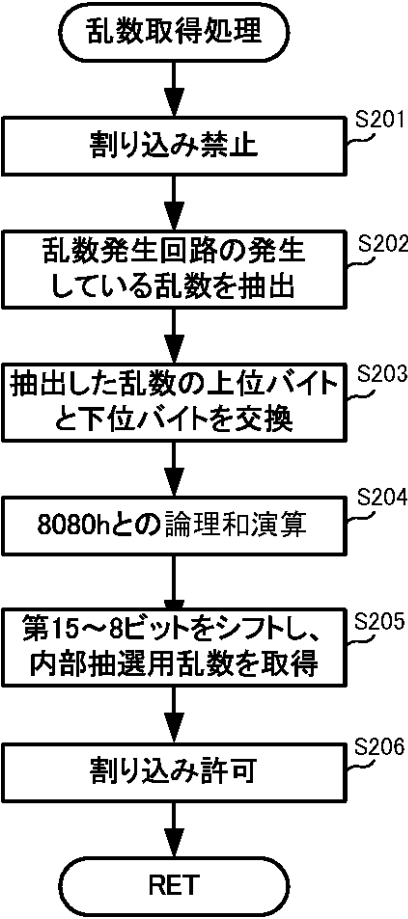 乱数取得処理
S201
割り込み禁止
S202
乱数発生回路の発生
している乱数を抽出
S203
抽出した乱数の上位バイト
と下位バイトを交換
S204
8080hとの論理和演算
S205
第15～8ビットをシフトし、
内部抽選用乱数を取得
S206
割り込み許可
RET